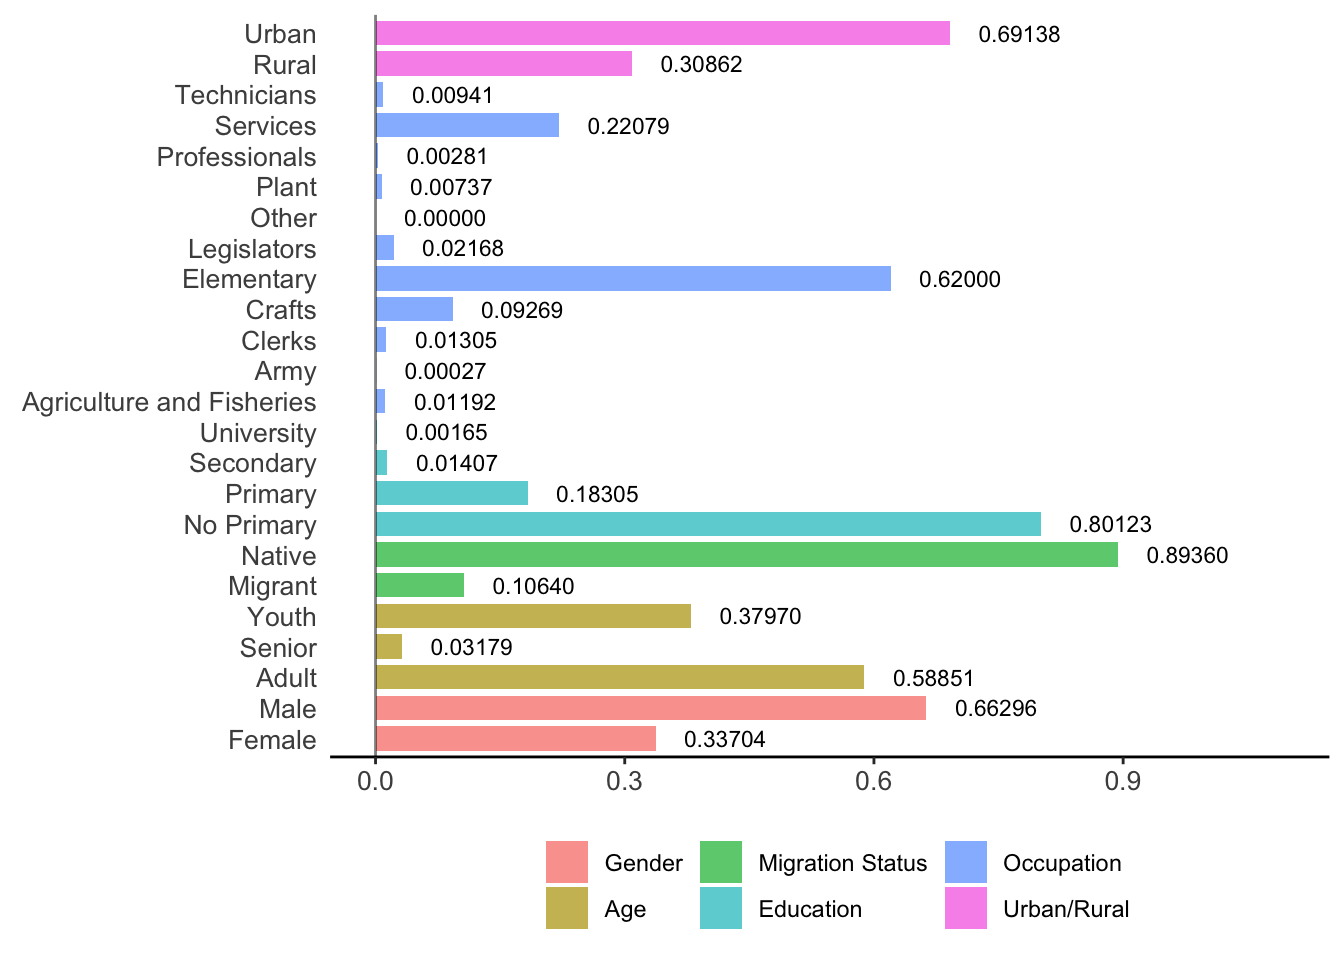 Urban 0.69138
Rural 0.30862
Technicians 0.00941
Services 0.22079
Professionals 0.00281
Plant 0.00737
Other 0.00000
Legislators 0.02168
Elementary 0.62000
Crafts 0.09269
Clerks 0.01305
Army 0.00027
Agriculture and Fisheries 0.01192
University 0.00165
Secondary 0.01407
Primary 0.18305
No Primary 0.80123
Native 0.89360
Migrant 0.10640
Youth 0.37970
Senior 0.03179
Adult 0.58851
Male 0.66296
Female 0.33704
0.0 0.3 0.6 0.9
Gender Migration Status Occupation
Age Education Urban/Rural